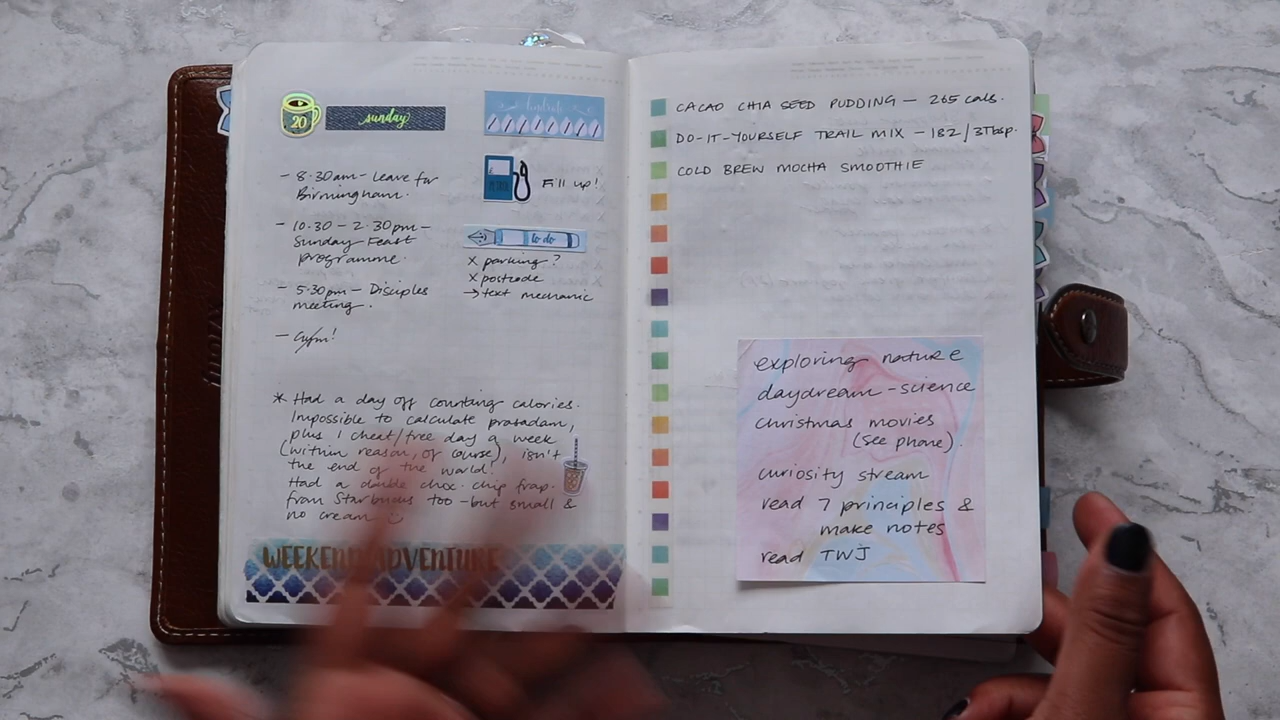 20
sunday
hydrate
- 8.30am - Leave for
Birmingham.
PETROL
Fill up!
- 10.30 - 2.30pm -
Sunday Feast
programme.
to do
x parking?
x postcode
→ text mechanic
- 5.30pm - Disciples
meeting.
- Gym!
* Had a day off counting calories.
Impossible to calculate prasadam,
plus 1 cheat/free day a week
(within reason, of course), isn't
the end of the world!
Had a double choc. chip frap.
from Starbucks too - but small &
no cream
WEEKEND ADVENTURE
CACAO CHIA SEED PUDDING - 265 cals.
DO-IT-YOURSELF TRAIL MIX - 182/3Tbsp.
COLD BREW MOCHA SMOOTHIE
exploring nature
daydream - science
christmas movies
(see phone).
curiosity stream
read 7 principles &
make notes
read TWJ